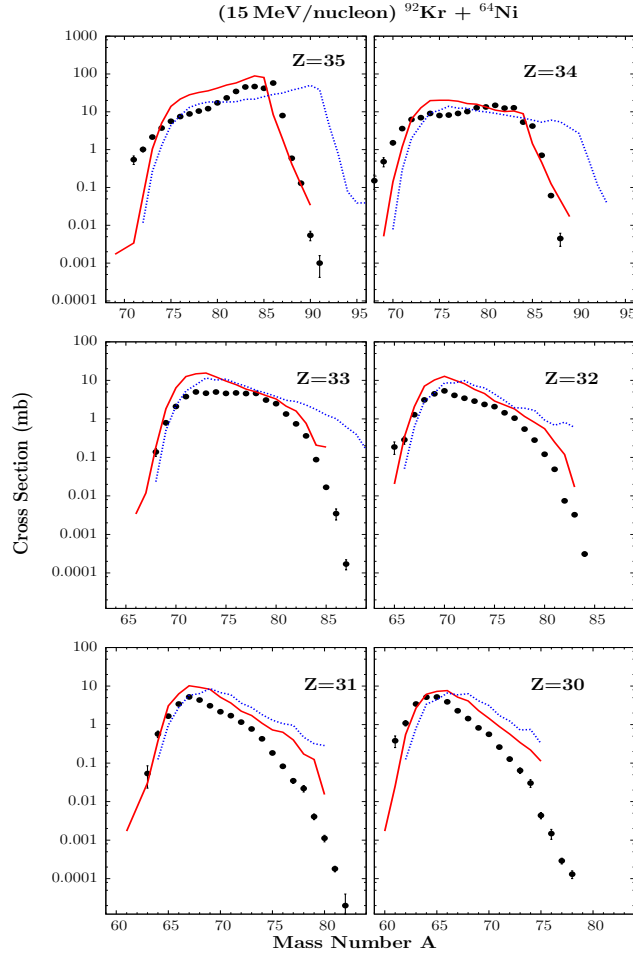 (15 MeV/nucleon) ⁹²Kr + ⁶⁴Ni
1000
100
10
1
0.1
0.01
0.001
0.0001
Z=35
70 75 80 85 90 95
Z=34
70 75 80 85 90 95
100
10
1
0.1
0.01
0.001
0.0001
Z=33
65 70 75 80 85
Z=32
65 70 75 80 85
100
10
1
0.1
0.01
0.001
0.0001
Z=31
60 65 70 75 80
Z=30
60 65 70 75 80
Cross Section (mb)
Mass Number A